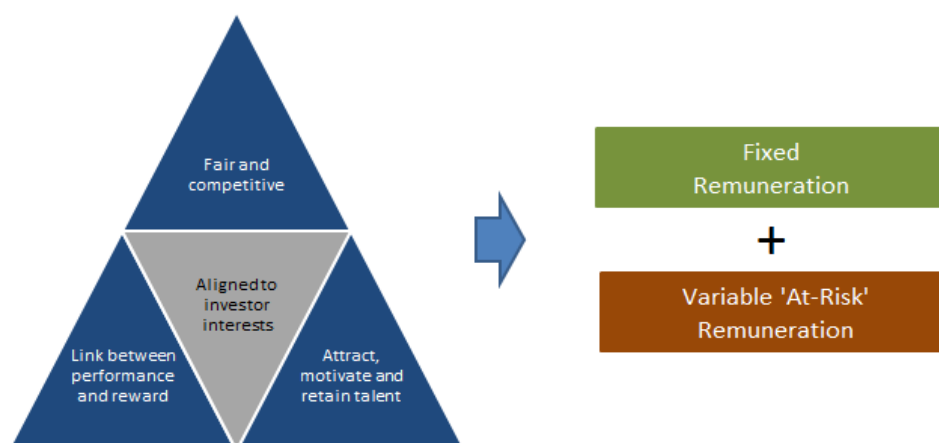 Fair and
competitive
Aligned to
investor
interests
Link between
performance
and reward
Attract,
motivate and
retain talent
Fixed
Remuneration
+
Variable 'At-Risk'
Remuneration